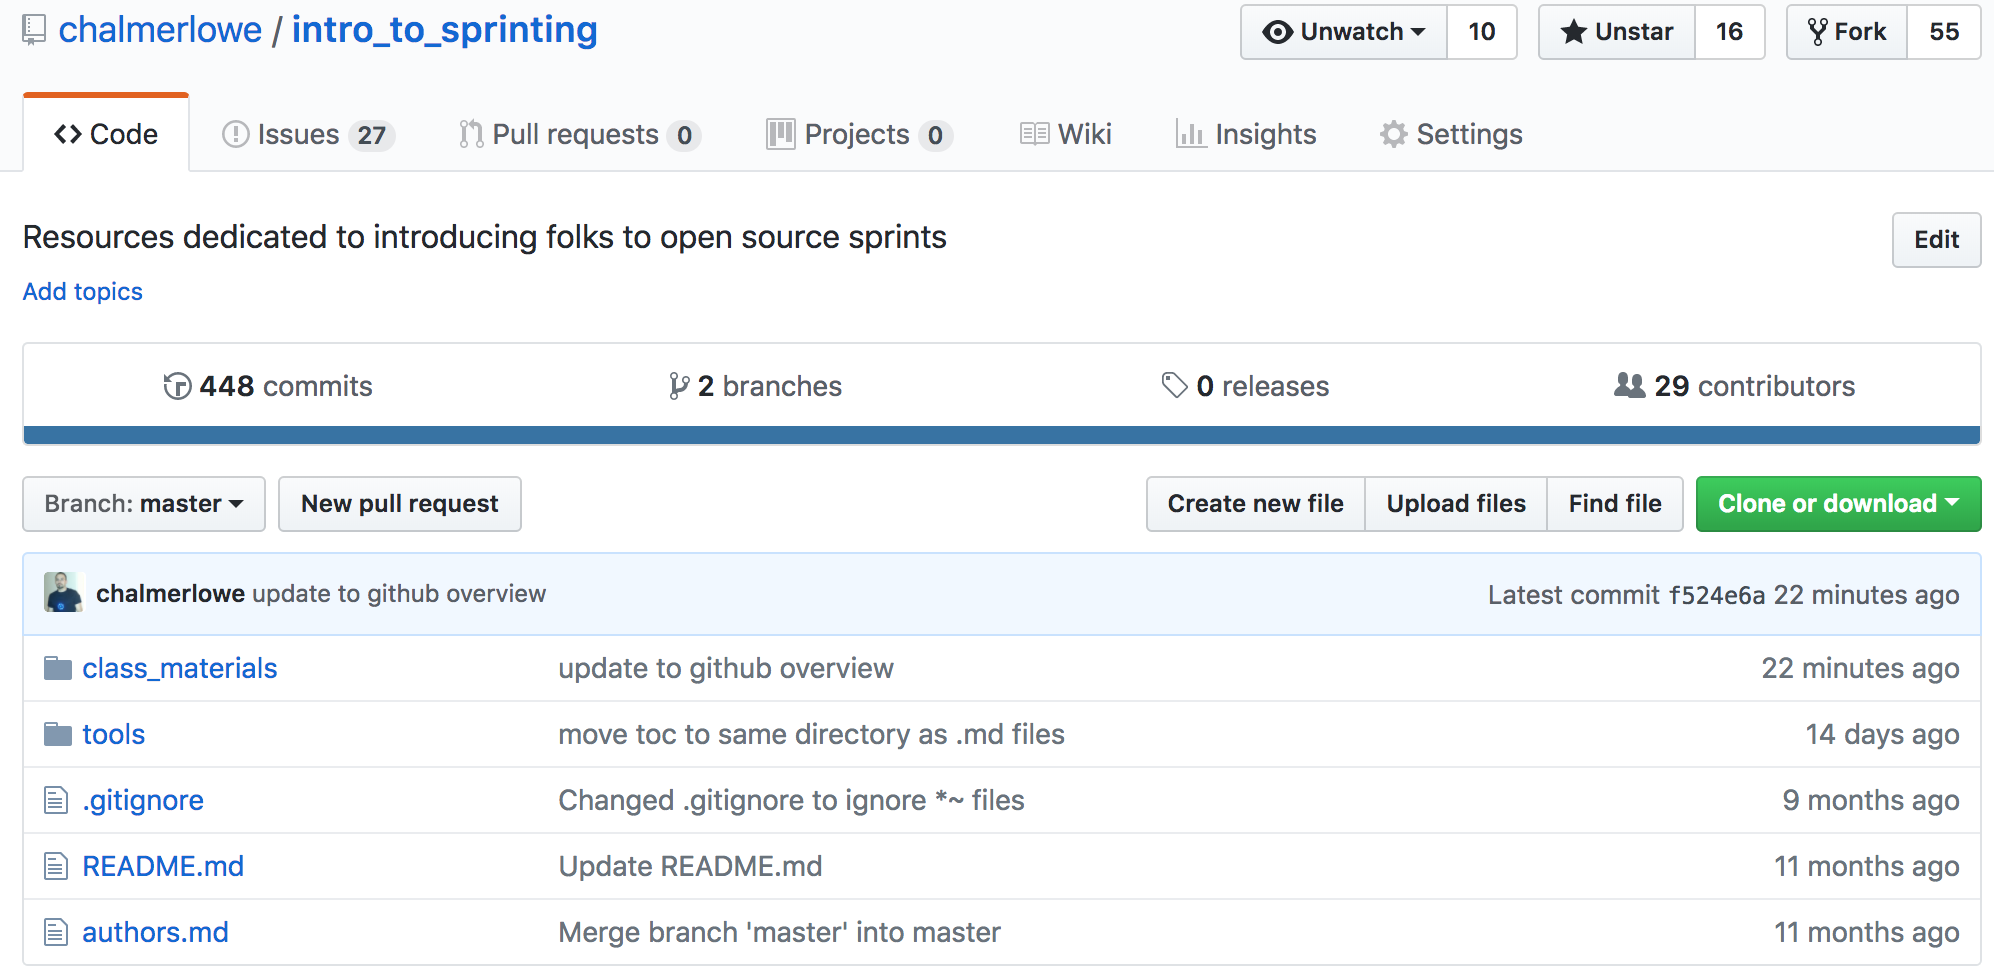 chalmerlowe / intro_to_sprinting Unwatch 10 Unstar 16 Fork 55
Code Issues 27 Pull requests 0 Projects 0 Wiki Insights Settings
Resources dedicated to introducing folks to open source sprints Edit
Add topics
448 commits 2 branches 0 releases 29 contributors
Branch: master New pull request Create new file Upload files Find file Clone or download
chalmerlowe update to github overview Latest commit f524e6a 22 minutes ago
class_materials update to github overview 22 minutes ago
tools move toc to same directory as .md files 14 days ago
.gitignore Changed .gitignore to ignore *~ files 9 months ago
README.md Update README.md 11 months ago
authors.md Merge branch 'master' into master 11 months ago